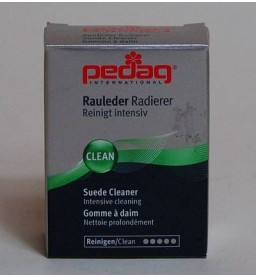 pedag
INTERNATIONAL
Rauleder Radierer
Reinigt intensiv
CLEAN
Suede Cleaner
Intensive cleaning
Gomme à daim
Nettoie profondément
Reinigen/Clean